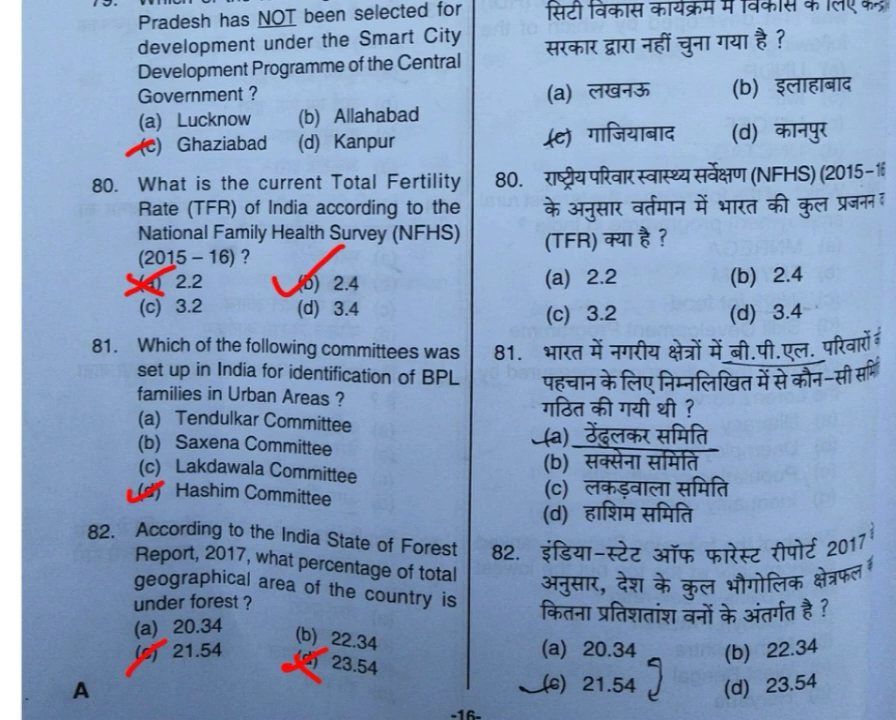 Pradesh has NOT been selected for
development under the Smart City
Development Programme of the Central
Government ?
(a) Lucknow (b) Allahabad
(c) Ghaziabad (d) Kanpur
80. What is the current Total Fertility
Rate (TFR) of India according to the
National Family Health Survey (NFHS)
(2015 – 16) ?
(a) 2.2 (b) 2.4
(c) 3.2 (d) 3.4
81. Which of the following committees was
set up in India for identification of BPL
families in Urban Areas ?
(a) Tendulkar Committee
(b) Saxena Committee
(c) Lakdawala Committee
(d) Hashim Committee
82. According to the India State of Forest
Report, 2017, what percentage of total
geographical area of the country is
under forest ?
(a) 20.34 (b) 22.34
(c) 21.54 (d) 23.54
A
सिटी विकास कार्यक्रम में विकास के लिए
सरकार द्वारा नहीं चुना गया है ?
(a) लखनऊ (b) इलाहाबाद
(c) गाजियाबाद (d) कानपुर
80. राष्ट्रीय परिवार स्वास्थ्य सर्वेक्षण (NFHS) (2015–16
के अनुसार वर्तमान में भारत की कुल प्रजनन
(TFR) क्या है ?
(a) 2.2 (b) 2.4
(c) 3.2 (d) 3.4
81. भारत में नगरीय क्षेत्रों में बी.पी.एल. परिवारों
पहचान के लिए निम्नलिखित में से कौन-सी
गठित की गयी थी ?
(a) ठेंदुलकर समिति
(b) सक्सेना समिति
(c) लकड़वाला समिति
(d) हाशिम समिति
82. इंडिया-स्टेट ऑफ फारेस्ट रीपोर्ट 2017
अनुसार, देश के कुल भौगोलिक क्षेत्रफल
कितना प्रतिशतांश वनों के अंतर्गत है ?
(a) 20.34 (b) 22.34
(c) 21.54 (d) 23.54
-16-